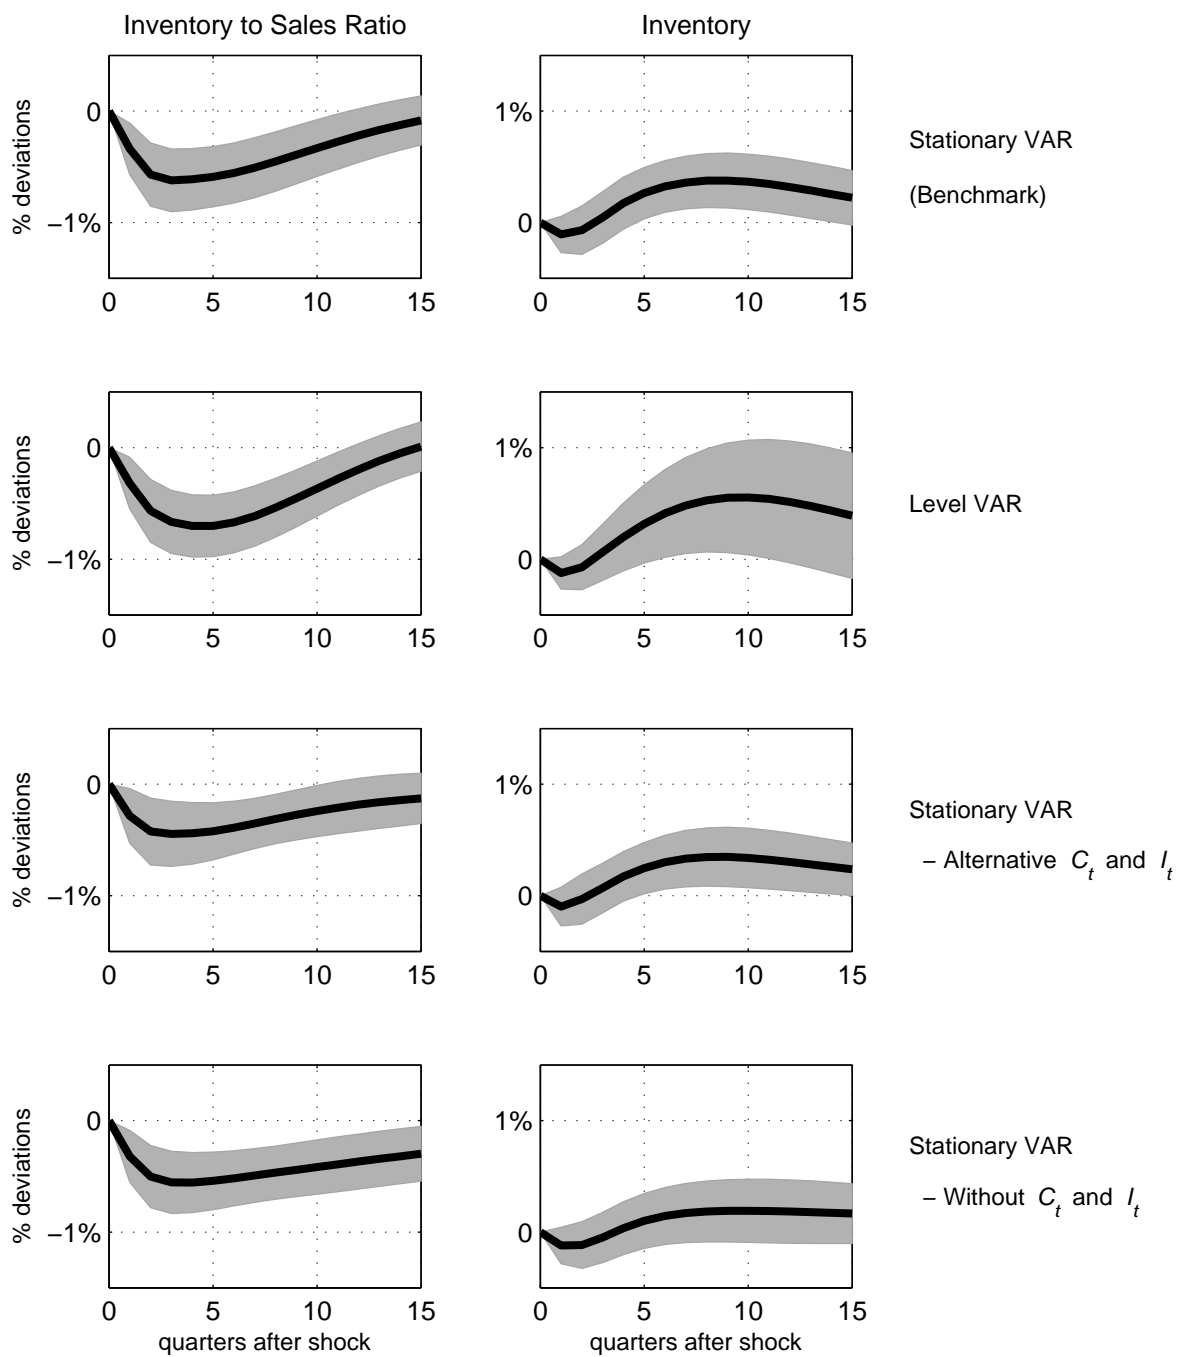 Inventory to Sales Ratio
Inventory
% deviations
0
−1%
0 5 10 15
1%
0
0 5 10 15
Stationary VAR
(Benchmark)
% deviations
0
−1%
0 5 10 15
1%
0
0 5 10 15
Level VAR
% deviations
0
−1%
0 5 10 15
1%
0
0 5 10 15
Stationary VAR
− Alternative C_t and I_t
% deviations
0
−1%
0 5 10 15
quarters after shock
1%
0
0 5 10 15
quarters after shock
Stationary VAR
− Without C_t and I_t